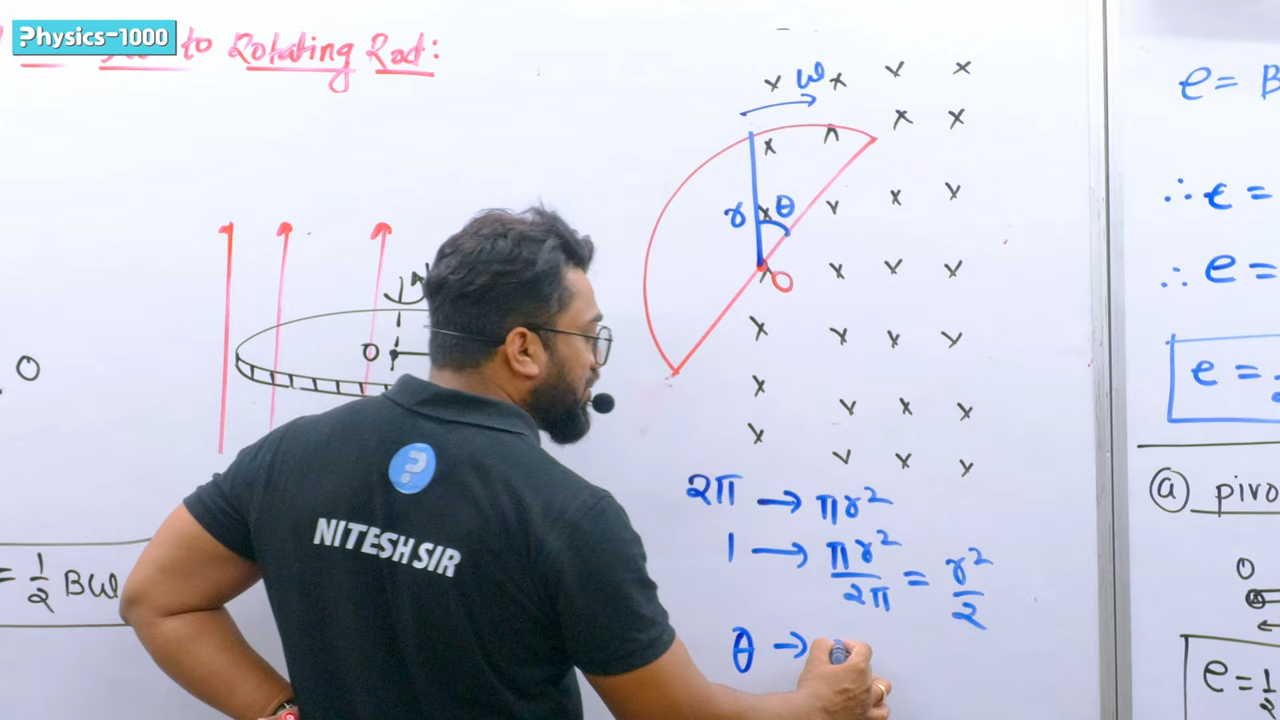 Physics-1000
to Rotating Rod:
ω
r θ
O
O
O
= 1/2 Bω
NITESH SIR
2π → πr²
1 → πr²/2π = r²/2
θ →
e = B
∴ e =
∴ e =
e =
(a) pivo
O
e = 1